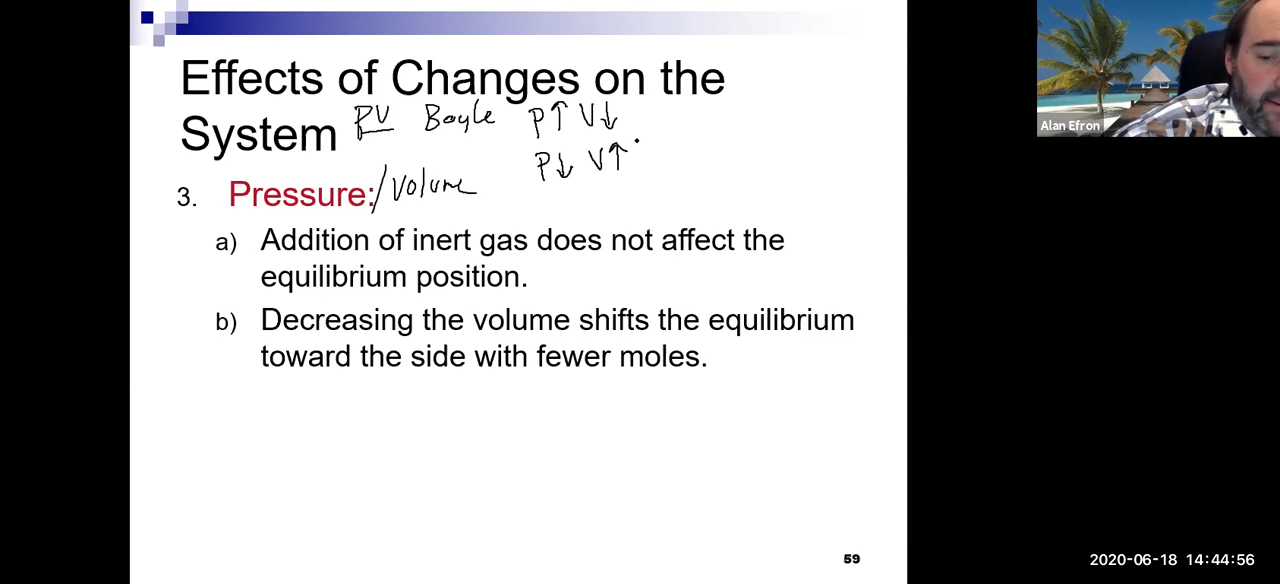 Effects of Changes on the
System PV Boyle P↑ V↓
P↓ V↑
3. Pressure:/Volume
a) Addition of inert gas does not affect the
equilibrium position.
b) Decreasing the volume shifts the equilibrium
toward the side with fewer moles.
59
Alan Efron
2020-06-18 14:44:56